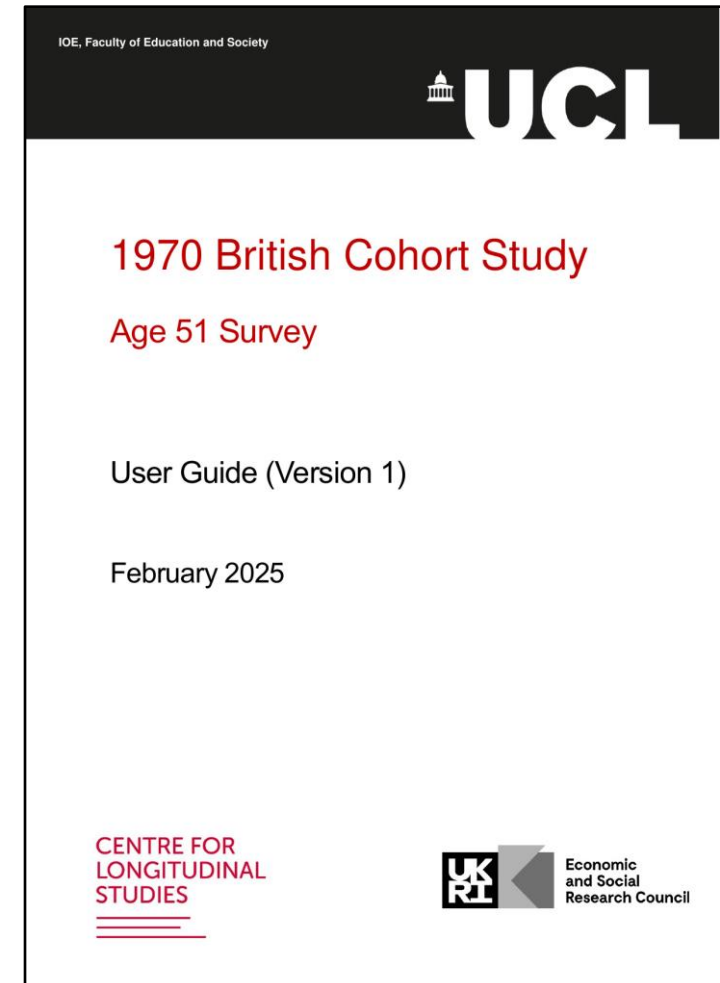 IOE, Faculty of Education and Society
UCL
1970 British Cohort Study
Age 51 Survey
User Guide (Version 1)
February 2025
CENTRE FOR
LONGITUDINAL
STUDIES
UK
RI
Economic
and Social
Research Council